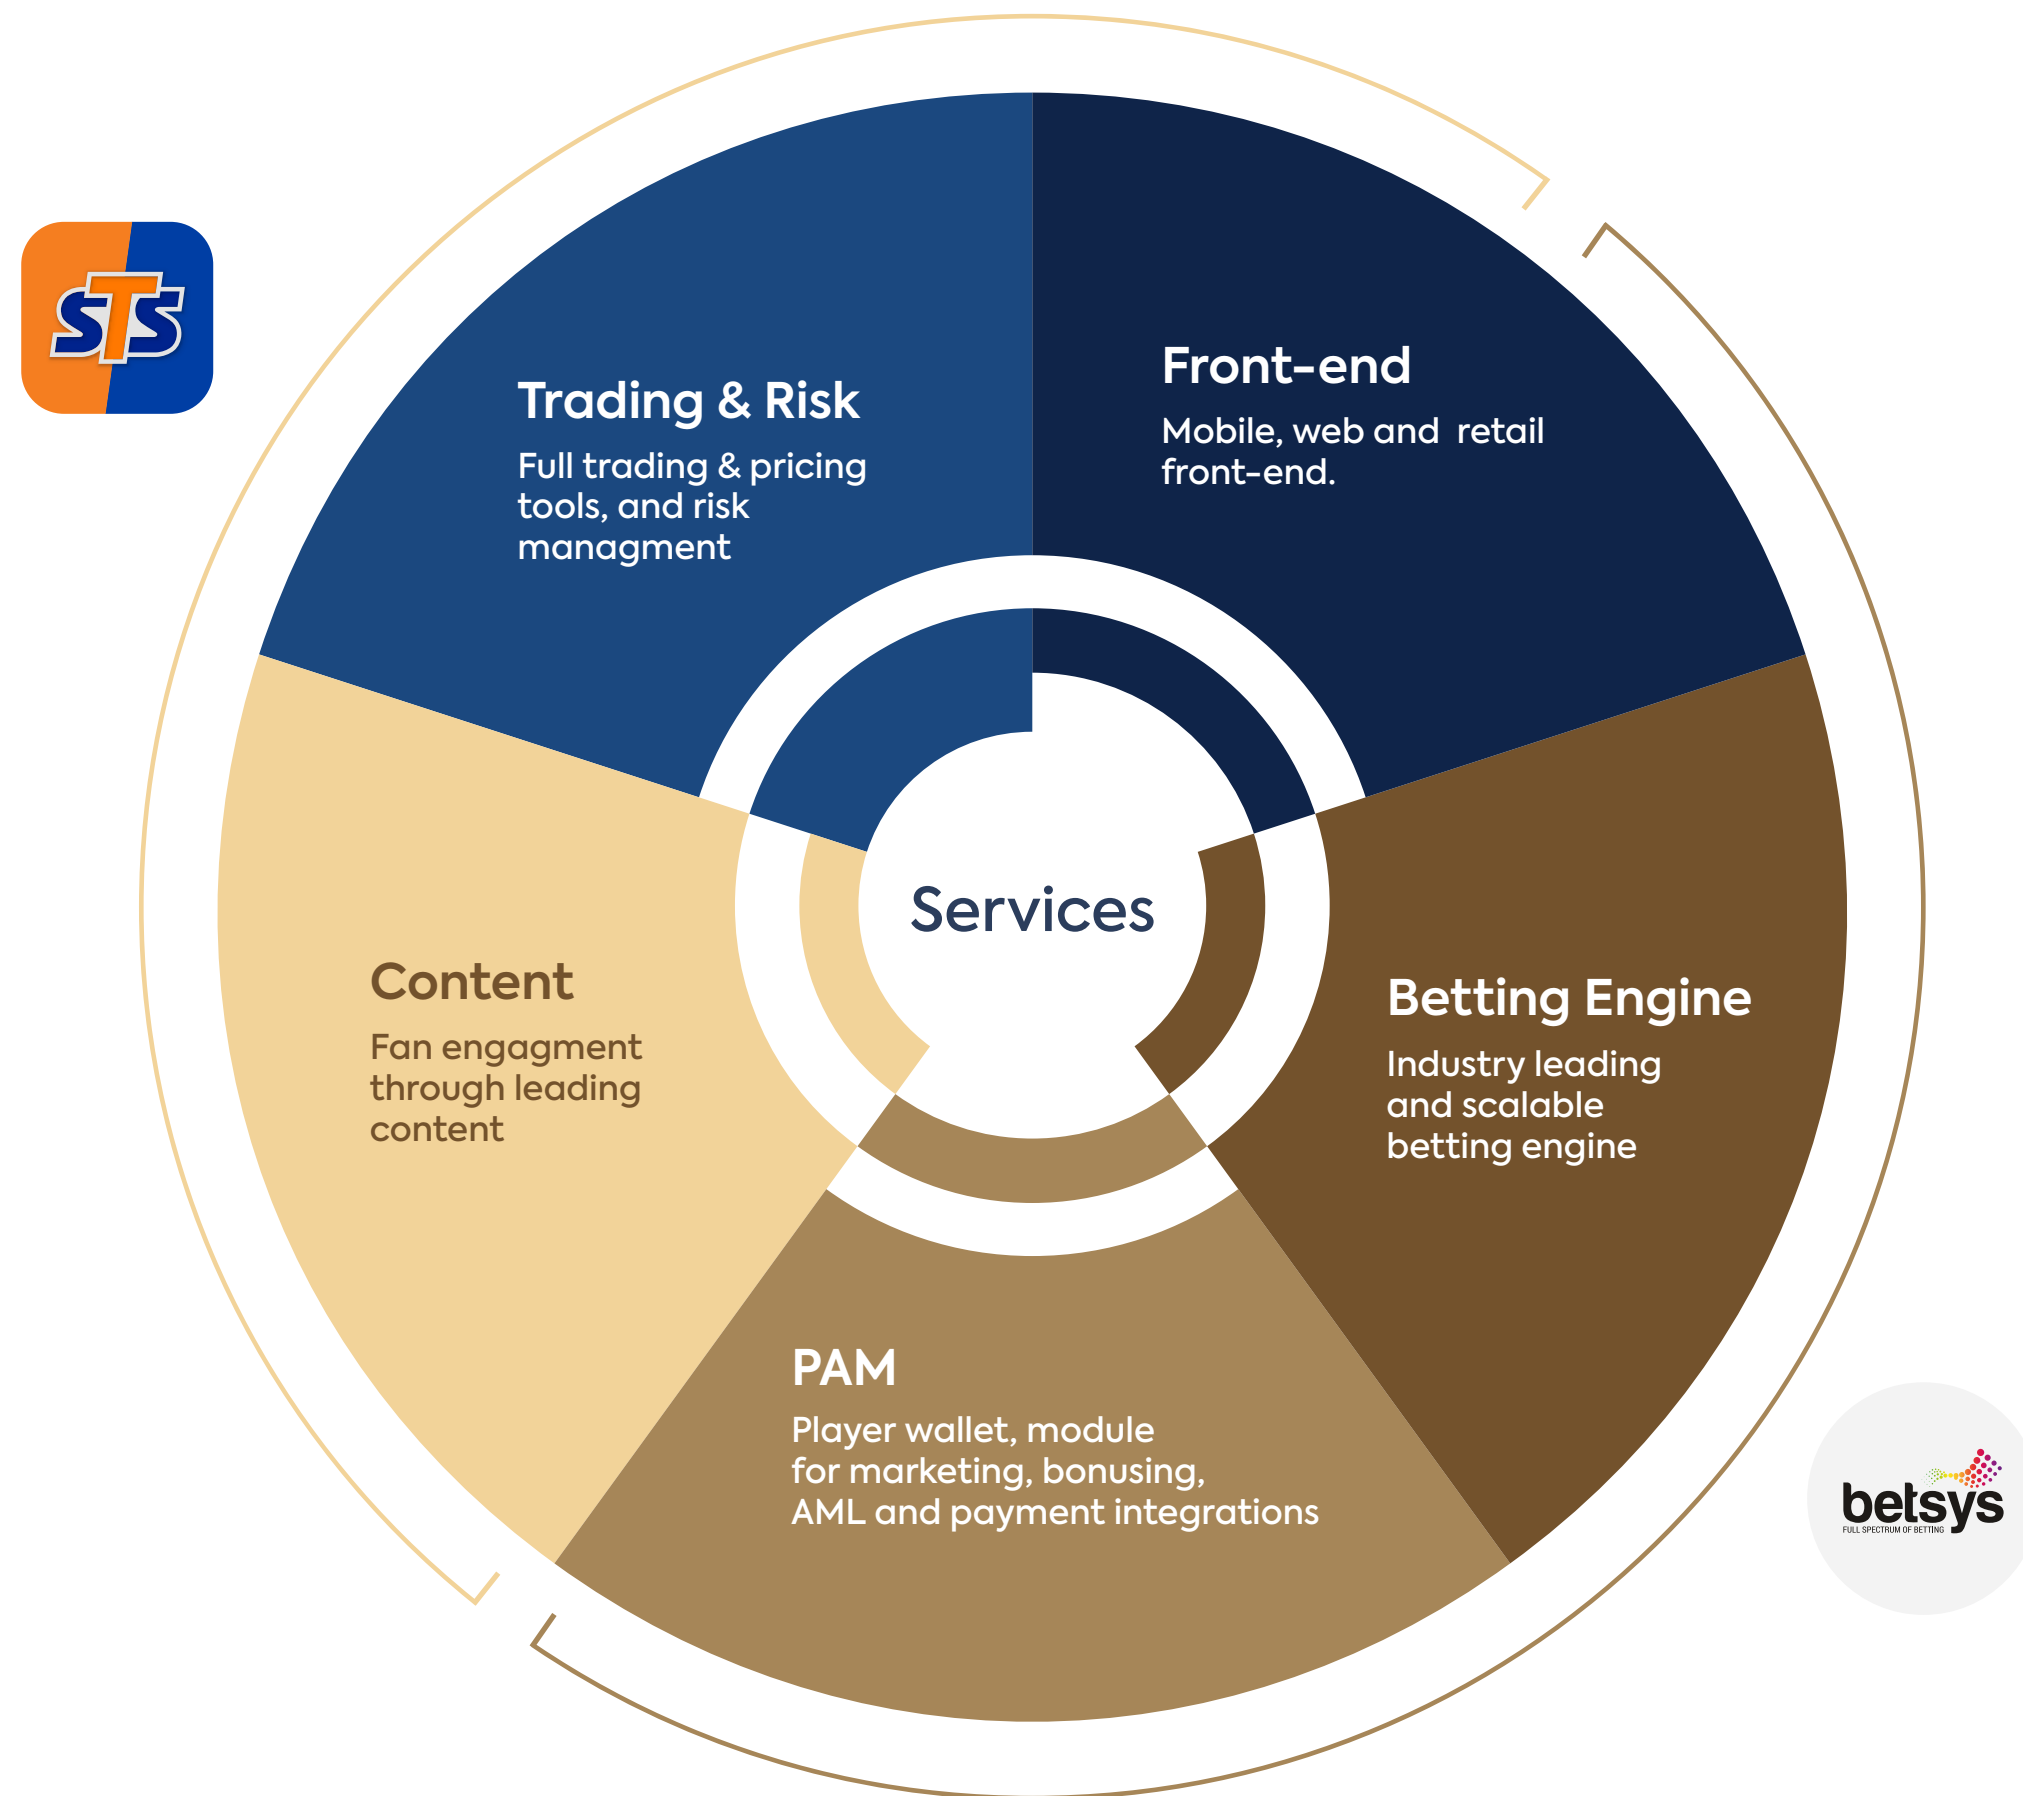 STS
Trading & Risk
Full trading & pricing
tools, and risk
managment
Front-end
Mobile, web and  retail
front-end.
Services
Content
Fan engagment
through leading
content
Betting Engine
Industry leading
and scalable
betting engine
PAM
Player wallet, module
for marketing, bonusing,
AML and payment integrations
betsys
FULL SPECTRUM OF BETTING